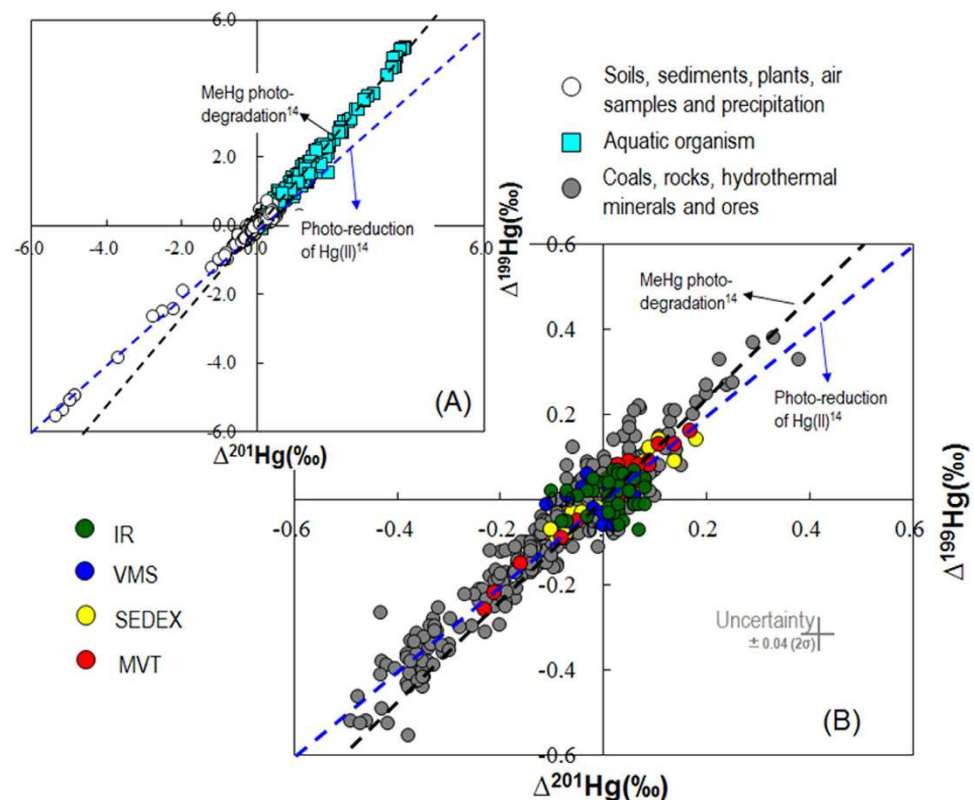 6.0
MeHg photo-
degradation14
2.0
0.0
-6.0 -4.0 -2.0 0.0 6.0
Photo-reduction
of Hg(II)14
-2.0
-4.0
-6.0
(A)
Δ201Hg(‰)
Δ199Hg(‰)
Soils, sediments, plants, air
samples and precipitation
Aquatic organism
Coals, rocks, hydrothermal
minerals and ores
0.6
MeHg photo-
degradation14
0.4
Photo-reduction
of Hg(II)14
0.2
-0.6 -0.4 -0.2 0.2 0.4 0.6
-0.2
Uncertainty
± 0.04 (2σ)
-0.4
(B)
-0.6
Δ201Hg(‰)
Δ199Hg(‰)
IR
VMS
SEDEX
MVT